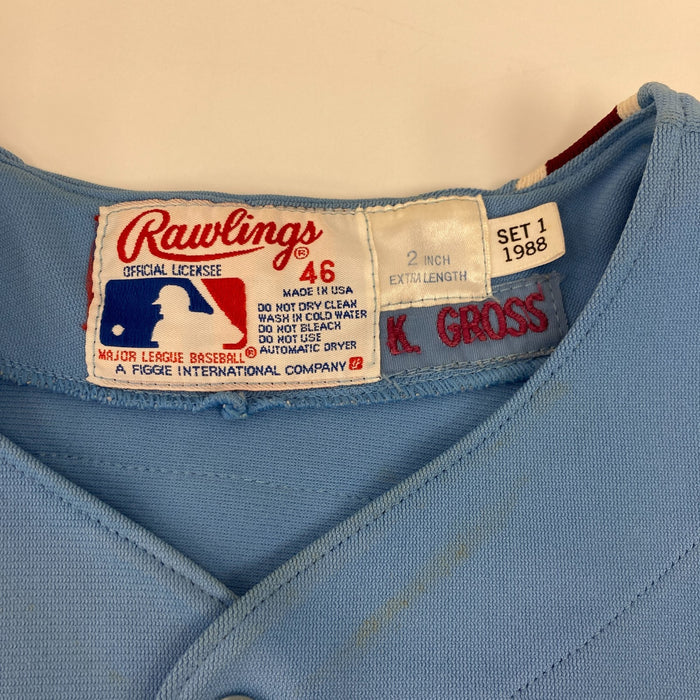 Rawlings®
OFFICIAL LICENSEE
46
MADE IN USA
DO NOT DRY CLEAN
WASH IN COLD WATER
DO NOT BLEACH
DO NOT USE
AUTOMATIC DRYER
MAJOR LEAGUE BASEBALL®
A FIGGIE INTERNATIONAL COMPANY
2 INCH
EXTRA LENGTH
SET 1
1988
K. GROSS